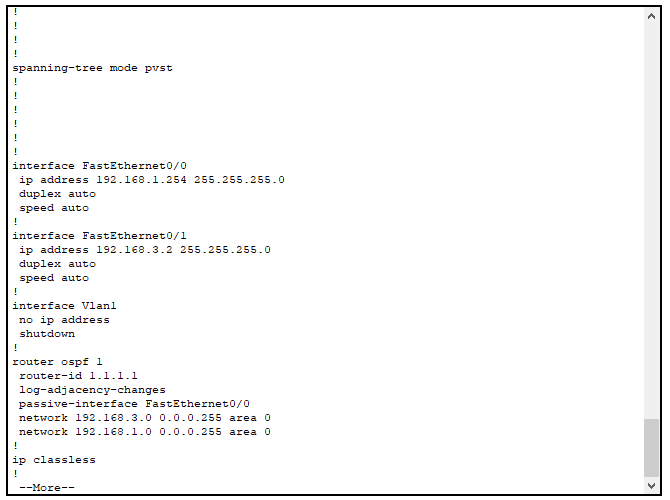 !
!
!
!
spanning-tree mode pvst
!
!
!
!
!
!
interface FastEthernet0/0
 ip address 192.168.1.254 255.255.255.0
 duplex auto
 speed auto
!
interface FastEthernet0/1
 ip address 192.168.3.2 255.255.255.0
 duplex auto
 speed auto
!
interface Vlan1
 no ip address
 shutdown
!
router ospf 1
 router-id 1.1.1.1
 log-adjacency-changes
 passive-interface FastEthernet0/0
 network 192.168.3.0 0.0.0.255 area 0
 network 192.168.1.0 0.0.0.255 area 0
!
ip classless
!
 --More--